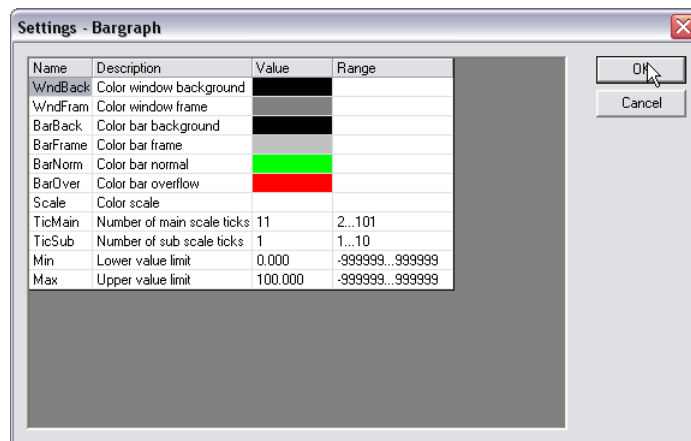 Settings - Bargraph
Name Description Value Range
WndBack Color window background
WndFram Color window frame
BarBack Color bar background
BarFrame Color bar frame
BarNorm Color bar normal
BarOver Color bar overflow
Scale Color scale
TicMain Number of main scale ticks 11 2...101
TicSub Number of sub scale ticks 1 1...10
Min Lower value limit 0.000 -999999...999999
Max Upper value limit 100.000 -999999...999999
OK
Cancel